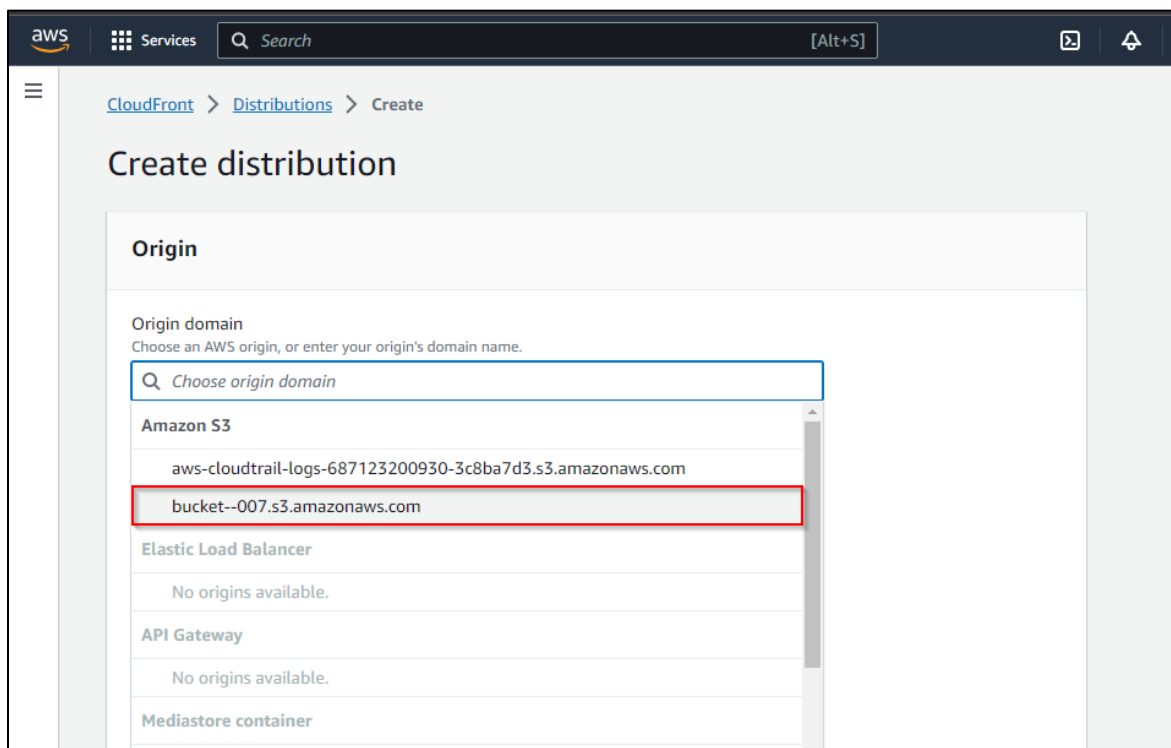 aws
Services
Search
[Alt+S]
CloudFront > Distributions > Create
Create distribution
Origin
Origin domain
Choose an AWS origin, or enter your origin's domain name.
Choose origin domain
Amazon S3
aws-cloudtrail-logs-687123200930-3c8ba7d3.s3.amazonaws.com
bucket--007.s3.amazonaws.com
Elastic Load Balancer
No origins available.
API Gateway
No origins available.
Mediastore container